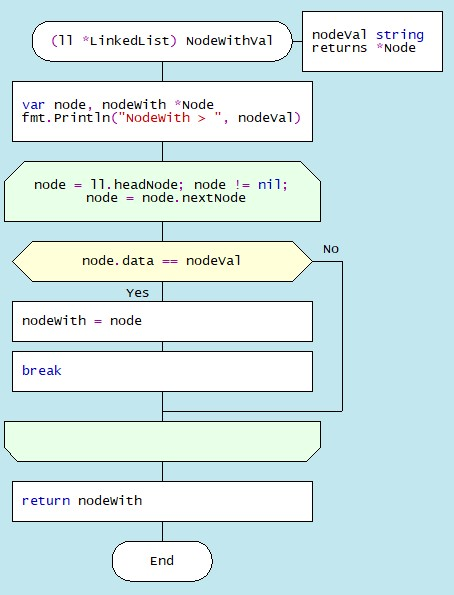 (ll *LinkedList) NodeWithVal
nodeVal string
returns *Node
var node, nodeWith *Node
fmt.Println("NodeWith > ", nodeVal)
node = ll.headNode; node != nil;
node = node.nextNode
node.data == nodeVal
No
Yes
nodeWith = node
break
return nodeWith
End